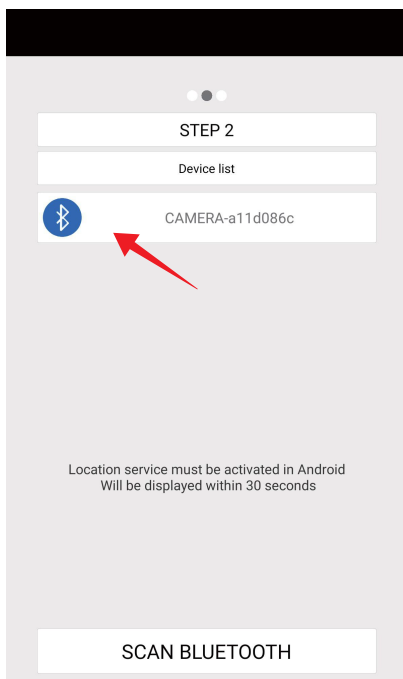 STEP 2
Device list
CAMERA-a11d086c
Location service must be activated in Android
Will be displayed within 30 seconds
SCAN BLUETOOTH